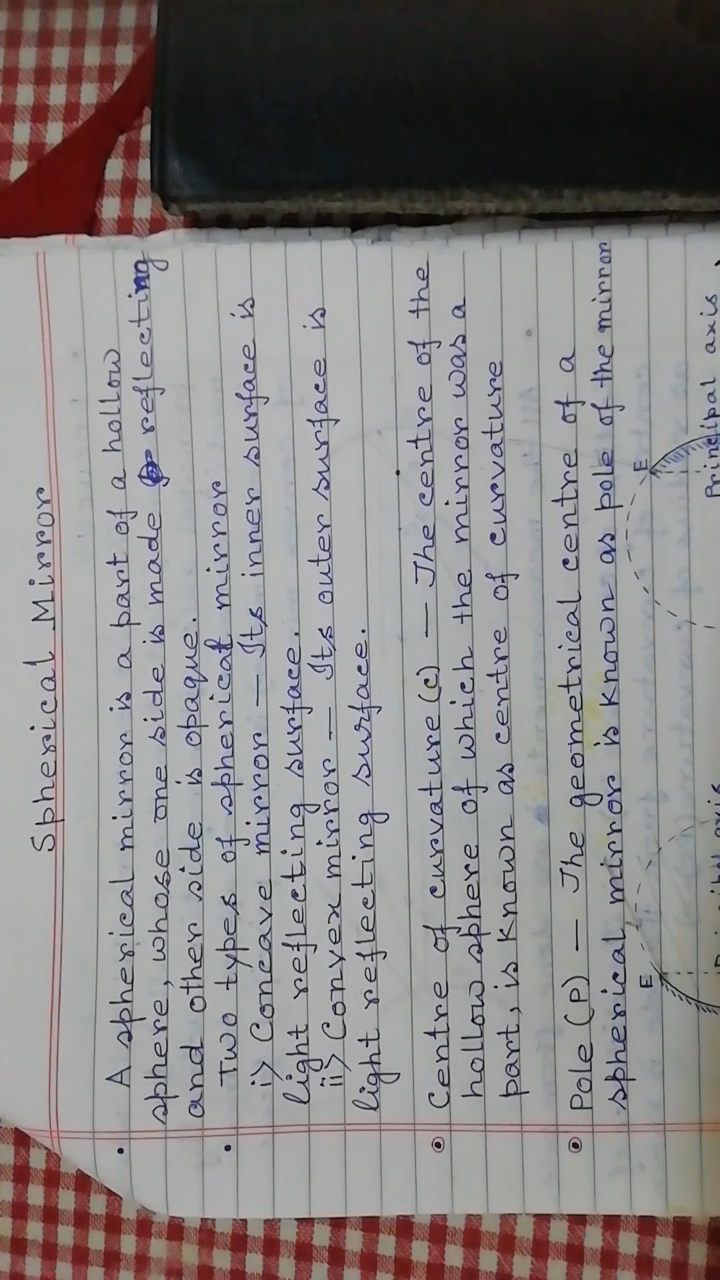 Spherical Mirror
• A spherical mirror is a part of a hollow
sphere, whose one side is made reflecting
and other side is opaque.
• Two types of spherical mirror
i> Concave mirror — Its inner surface is
light reflecting surface.
ii> Convex mirror — Its outer surface is
light reflecting surface.
⊙ Centre of curvature (c) — The centre of the
hollow sphere of which the mirror was a
part, is known as centre of curvature
⊙ Pole (P) — The geometrical centre of a
spherical mirror is known as pole of the mirror
E E
axis Principal axis